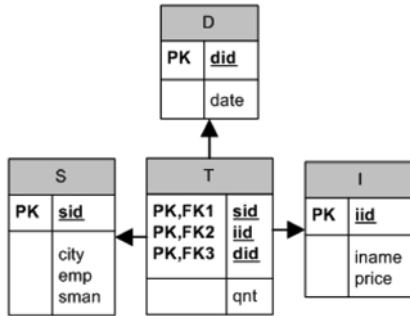 D
PK did
date
S
PK sid
city
emp
sman
T
PK,FK1 sid
PK,FK2 iid
PK,FK3 did
qnt
I
PK iid
iname
price